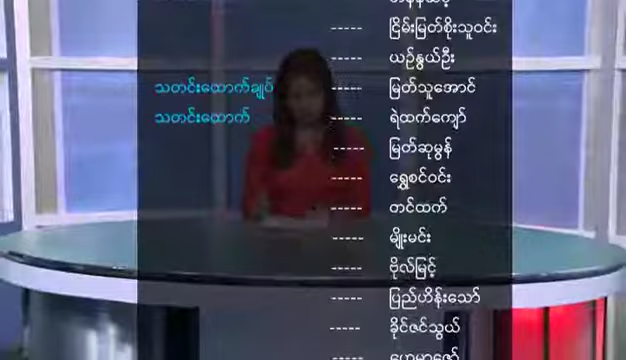 ----- ငြိမ်းမြတ်စိုးသူဝင်း
----- ယဉ်နွယ်ဦး
သတင်းထောက်ချုပ် ----- မြတ်သူအောင်
သတင်းထောက် ----- ရဲထက်ကျော်
----- မြတ်ဆုမွန်
----- ရွှေစင်ဝင်း
----- တင်ထက်
----- မျိုးမင်း
----- ဗိုလ်မြင့်
----- ပြည်ဟိန်းသော်
----- ခိုင်ဇင်သွယ်